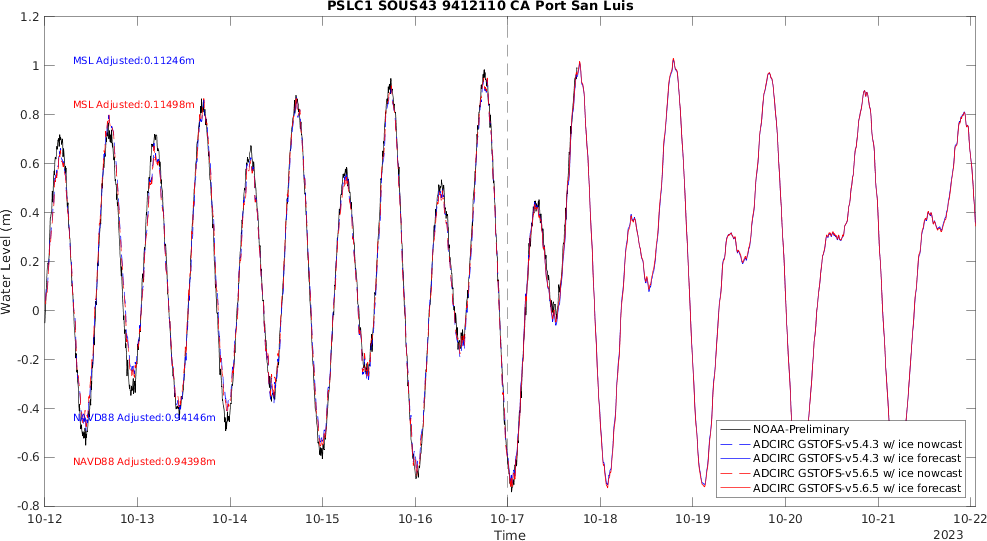 PSLC1 SOUS43 9412110 CA Port San Luis
1.2
1
0.8
0.6
0.4
0.2
0
-0.2
-0.4
-0.6
-0.8
Water Level (m)
MSL Adjusted:0.11246m
MSL Adjusted:0.11498m
NAVD88 Adjusted:0.94146m
NAVD88 Adjusted:0.94398m
NOAA-Preliminary
ADCIRC GSTOFS-v5.4.3 w/ ice nowcast
ADCIRC GSTOFS-v5.4.3 w/ ice forecast
ADCIRC GSTOFS-v5.6.5 w/ ice nowcast
ADCIRC GSTOFS-v5.6.5 w/ ice forecast
10-12 10-13 10-14 10-15 10-16 10-17 10-18 10-19 10-20 10-21 10-22
Time
2023